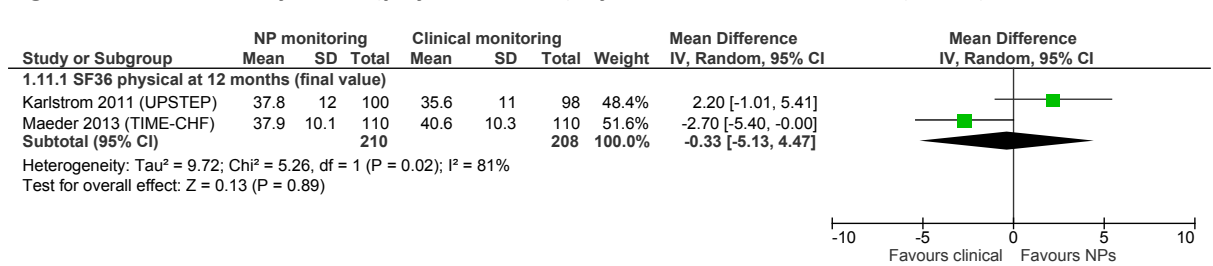 NP monitoring Clinical monitoring Mean Difference Mean Difference
Study or Subgroup Mean SD Total Mean SD Total Weight IV, Random, 95% CI IV, Random, 95% CI
1.11.1 SF36 physical at 12 months (final value)
Karlstrom 2011 (UPSTEP) 37.8 12 100 35.6 11 98 48.4% 2.20 [-1.01, 5.41]
Maeder 2013 (TIME-CHF) 37.9 10.1 110 40.6 10.3 110 51.6% -2.70 [-5.40, -0.00]
Subtotal (95% CI) 210 208 100.0% -0.33 [-5.13, 4.47]
Heterogeneity: Tau² = 9.72; Chi² = 5.26, df = 1 (P = 0.02); I² = 81%
Test for overall effect: Z = 0.13 (P = 0.89)
-10 -5 0 5 10
Favours clinical Favours NPs